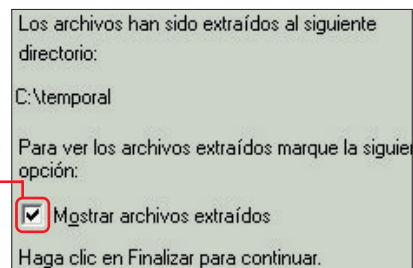 Los archivos han sido extraídos al siguiente
directorio:
C:\temporal
Para ver los archivos extraídos marque la
opción:
Mostrar archivos extraídos
Haga clic en Finalizar para continuar.